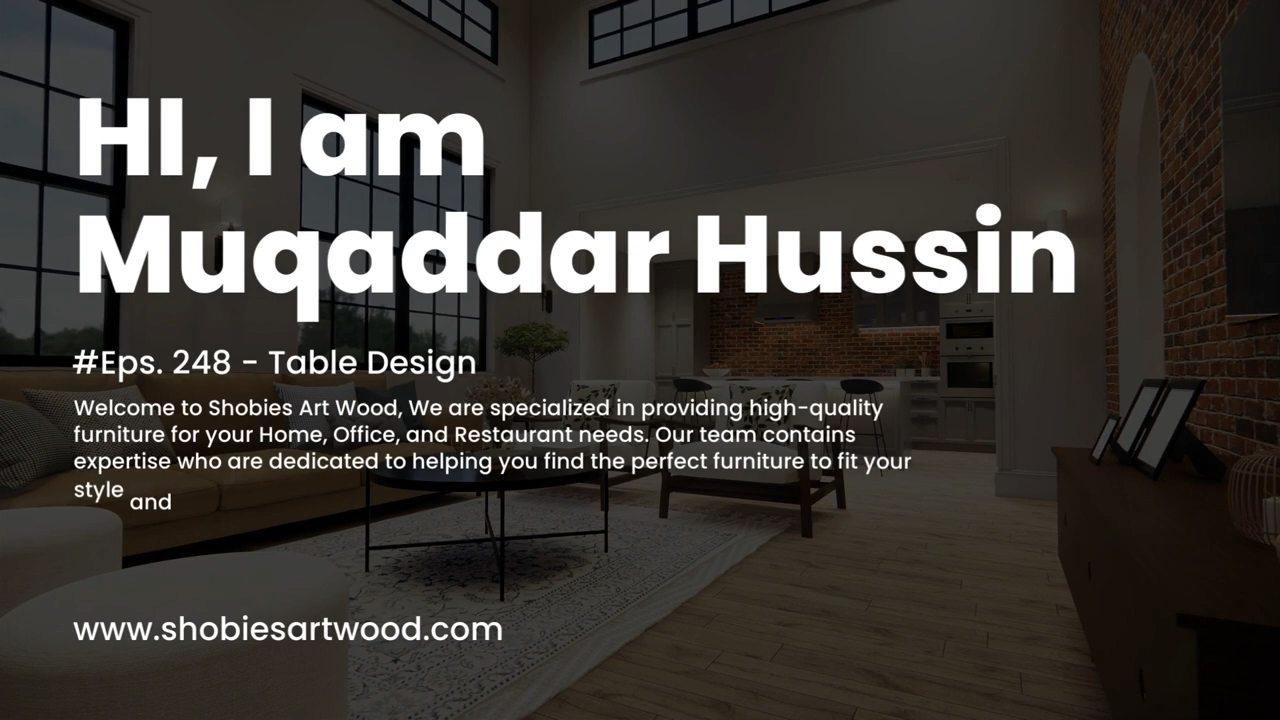 HI, I am
Muqaddar Hussin
#Eps. 248 - Table Design
Welcome to Shobies Art Wood, We are specialized in providing high-quality
furniture for your Home, Office, and Restaurant needs. Our team contains
expertise who are dedicated to helping you find the perfect furniture to fit your
style and
www.shobiesartwood.com